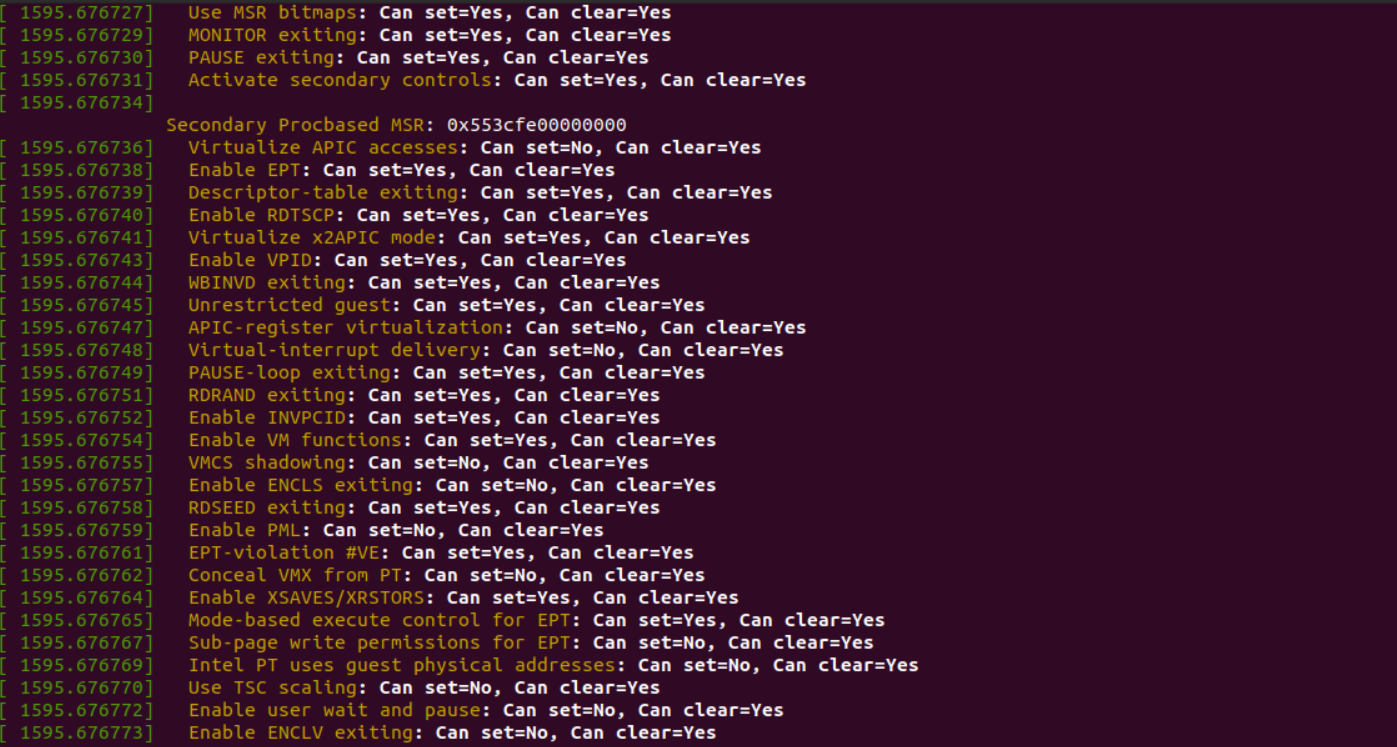 [ 1595.676727]   Use MSR bitmaps: Can set=Yes, Can clear=Yes
[ 1595.676729]   MONITOR exiting: Can set=Yes, Can clear=Yes
[ 1595.676730]   PAUSE exiting: Can set=Yes, Can clear=Yes
[ 1595.676731]   Activate secondary controls: Can set=Yes, Can clear=Yes
[ 1595.676734]
               Secondary Procbased MSR: 0x553cfe00000000
[ 1595.676736]   Virtualize APIC accesses: Can set=No, Can clear=Yes
[ 1595.676738]   Enable EPT: Can set=Yes, Can clear=Yes
[ 1595.676739]   Descriptor-table exiting: Can set=Yes, Can clear=Yes
[ 1595.676740]   Enable RDTSCP: Can set=Yes, Can clear=Yes
[ 1595.676741]   Virtualize x2APIC mode: Can set=Yes, Can clear=Yes
[ 1595.676743]   Enable VPID: Can set=Yes, Can clear=Yes
[ 1595.676744]   WBINVD exiting: Can set=Yes, Can clear=Yes
[ 1595.676745]   Unrestricted guest: Can set=Yes, Can clear=Yes
[ 1595.676747]   APIC-register virtualization: Can set=No, Can clear=Yes
[ 1595.676748]   Virtual-interrupt delivery: Can set=No, Can clear=Yes
[ 1595.676749]   PAUSE-loop exiting: Can set=Yes, Can clear=Yes
[ 1595.676751]   RDRAND exiting: Can set=Yes, Can clear=Yes
[ 1595.676752]   Enable INVPCID: Can set=Yes, Can clear=Yes
[ 1595.676754]   Enable VM functions: Can set=Yes, Can clear=Yes
[ 1595.676755]   VMCS shadowing: Can set=No, Can clear=Yes
[ 1595.676757]   Enable ENCLS exiting: Can set=No, Can clear=Yes
[ 1595.676758]   RDSEED exiting: Can set=Yes, Can clear=Yes
[ 1595.676759]   Enable PML: Can set=No, Can clear=Yes
[ 1595.676761]   EPT-violation #VE: Can set=Yes, Can clear=Yes
[ 1595.676762]   Conceal VMX from PT: Can set=No, Can clear=Yes
[ 1595.676764]   Enable XSAVES/XRSTORS: Can set=Yes, Can clear=Yes
[ 1595.676765]   Mode-based execute control for EPT: Can set=Yes, Can clear=Yes
[ 1595.676767]   Sub-page write permissions for EPT: Can set=No, Can clear=Yes
[ 1595.676769]   Intel PT uses guest physical addresses: Can set=No, Can clear=Yes
[ 1595.676770]   Use TSC scaling: Can set=No, Can clear=Yes
[ 1595.676772]   Enable user wait and pause: Can set=No, Can clear=Yes
[ 1595.676773]   Enable ENCLV exiting: Can set=No, Can clear=Yes